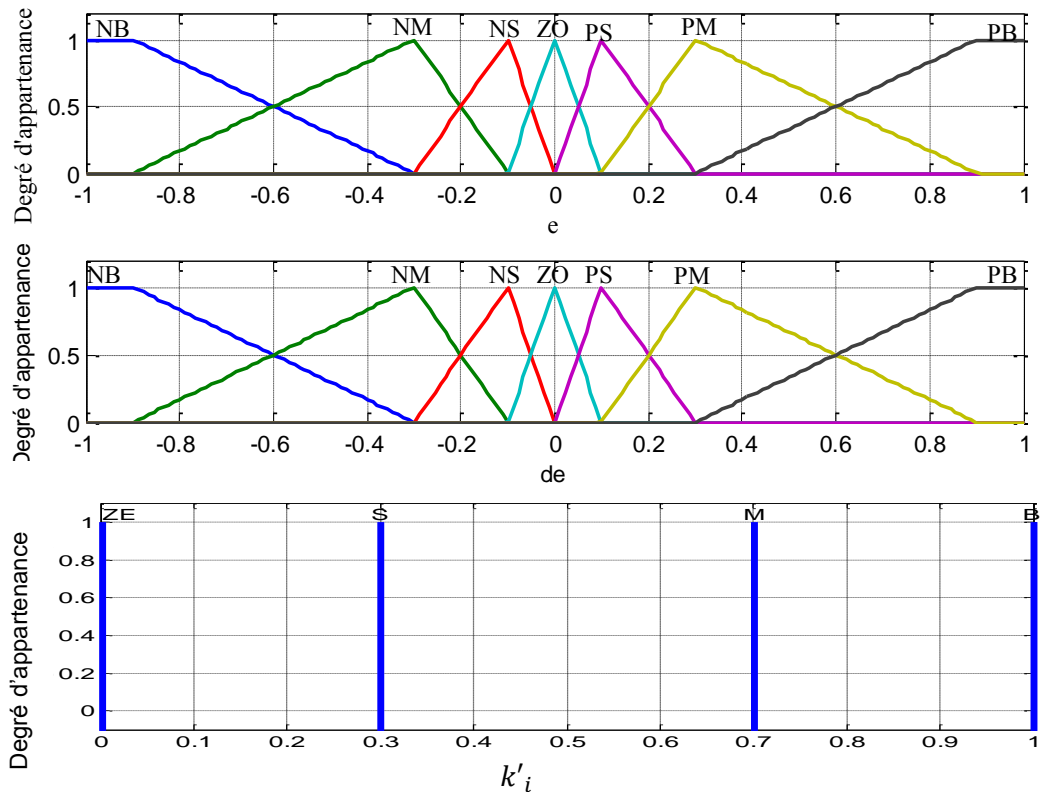 NB NM NS ZO PS PM PB
Degré d'appartenance
1
0.5
0
-1 -0.8 -0.6 -0.4 -0.2 0 0.2 0.4 0.6 0.8 1
e
NB NM NS ZO PS PM PB
Degré d'appartenance
1
0.5
0
-1 -0.8 -0.6 -0.4 -0.2 0 0.2 0.4 0.6 0.8 1
de
ZE S M B
Degré d'appartenance
1
0.8
0.6
0.4
0.2
0
0 0.1 0.2 0.3 0.4 0.5 0.6 0.7 0.8 0.9 1
k'i